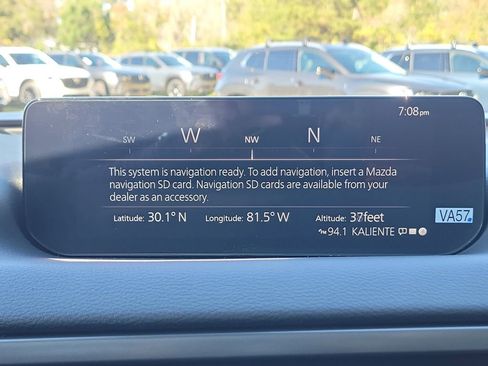 7:08pm
SW W NW N NE
This system is navigation ready. To add navigation, insert a Mazda
navigation SD card. Navigation SD cards are available from your
dealer as an accessory.
Latitude: 30.1° N Longitude: 81.5° W Altitude: 37feet
VA57
94.1 KALIENTE